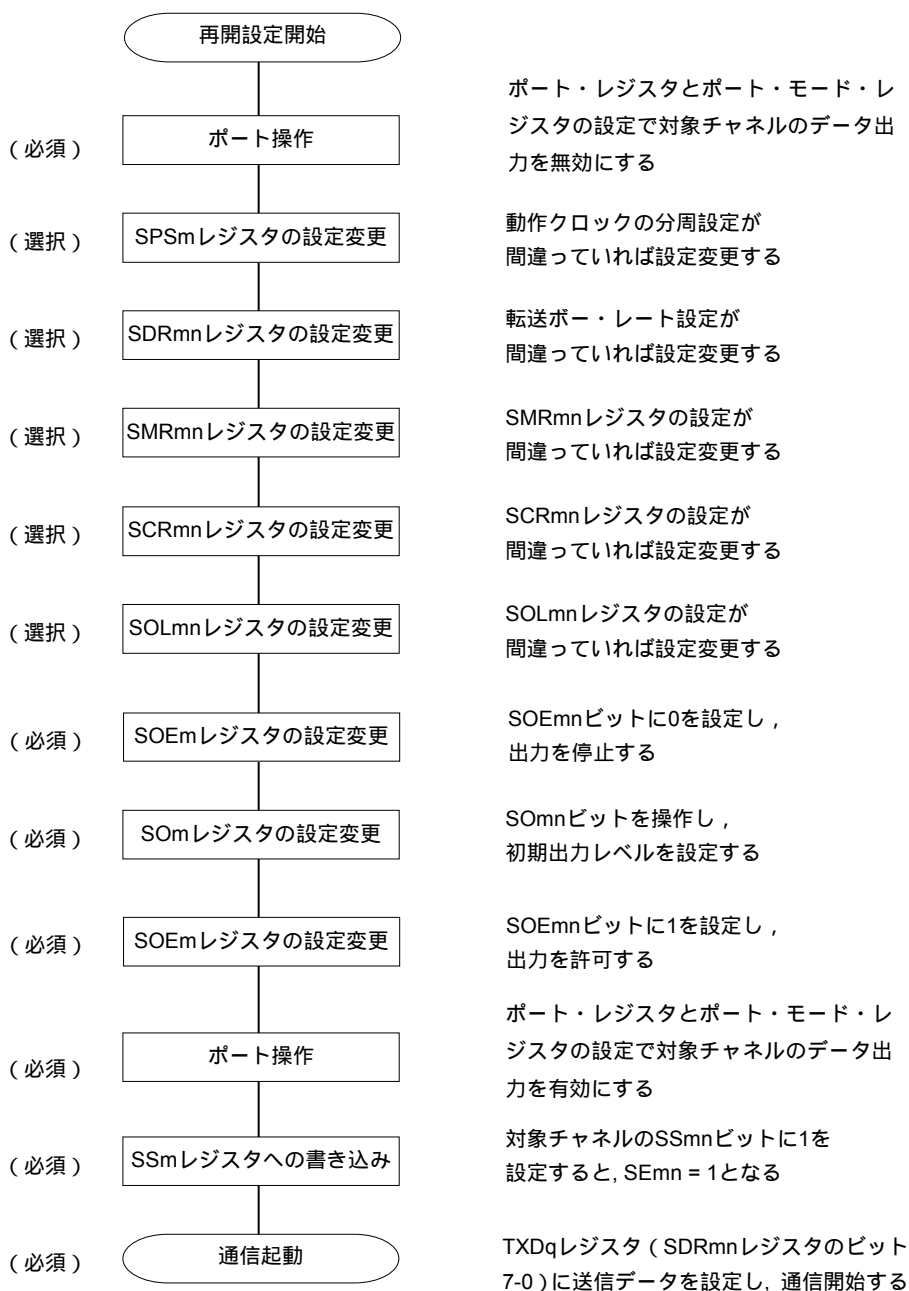 再開設定開始
(必須)
ポート操作
ポート・レジスタとポート・モード・レ
ジスタの設定で対象チャネルのデータ出
力を無効にする
(選択)
SPSmレジスタの設定変更
動作クロックの分周設定が
間違っていれば設定変更する
(選択)
SDRmnレジスタの設定変更
転送ボー・レート設定が
間違っていれば設定変更する
(選択)
SMRmnレジスタの設定変更
SMRmnレジスタの設定が
間違っていれば設定変更する
(選択)
SCRmnレジスタの設定変更
SCRmnレジスタの設定が
間違っていれば設定変更する
(選択)
SOLmnレジスタの設定変更
SOLmnレジスタの設定が
間違っていれば設定変更する
(必須)
SOEmレジスタの設定変更
SOEmnビットに0を設定し,
出力を停止する
(必須)
SOmレジスタの設定変更
SOmnビットを操作し,
初期出力レベルを設定する
(必須)
SOEmレジスタの設定変更
SOEmnビットに1を設定し,
出力を許可する
(必須)
ポート操作
ポート・レジスタとポート・モード・レ
ジスタの設定で対象チャネルのデータ出
力を有効にする
(必須)
SSmレジスタへの書き込み
対象チャネルのSSmnビットに1を
設定すると, SEmn = 1となる
(必須)
通信起動
TXDqレジスタ(SDRmnレジスタのビット
7-0)に送信データを設定し, 通信開始する